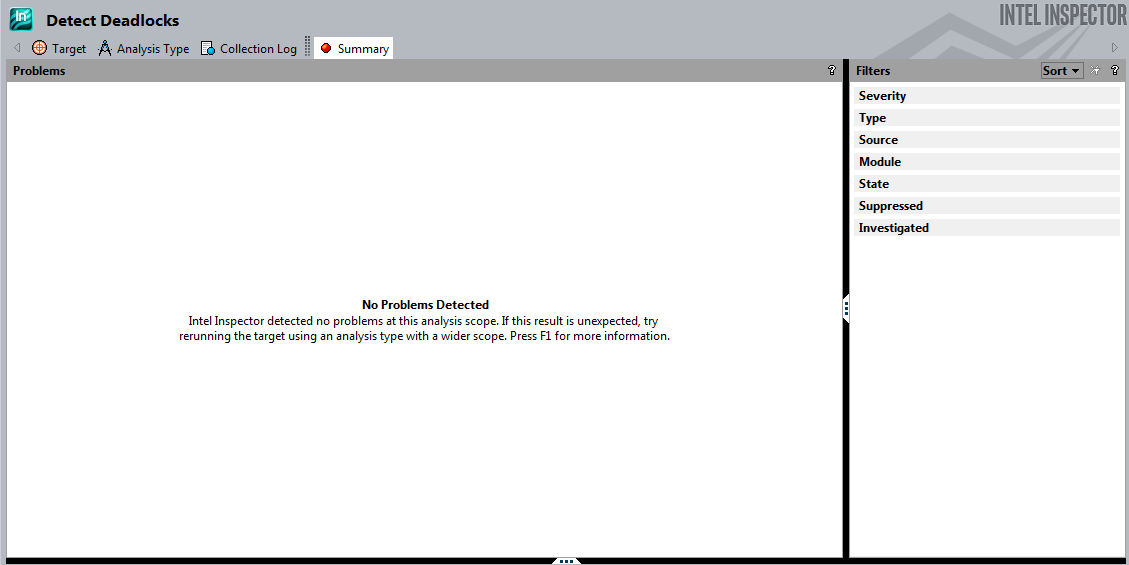 In
Detect Deadlocks
INTEL INSPECTOR
Target Analysis Type Collection Log Summary
Problems ?
Filters Sort ?
Severity
Type
Source
Module
State
Suppressed
Investigated
No Problems Detected
Intel Inspector detected no problems at this analysis scope. If this result is unexpected, try
rerunning the target using an analysis type with a wider scope. Press F1 for more information.